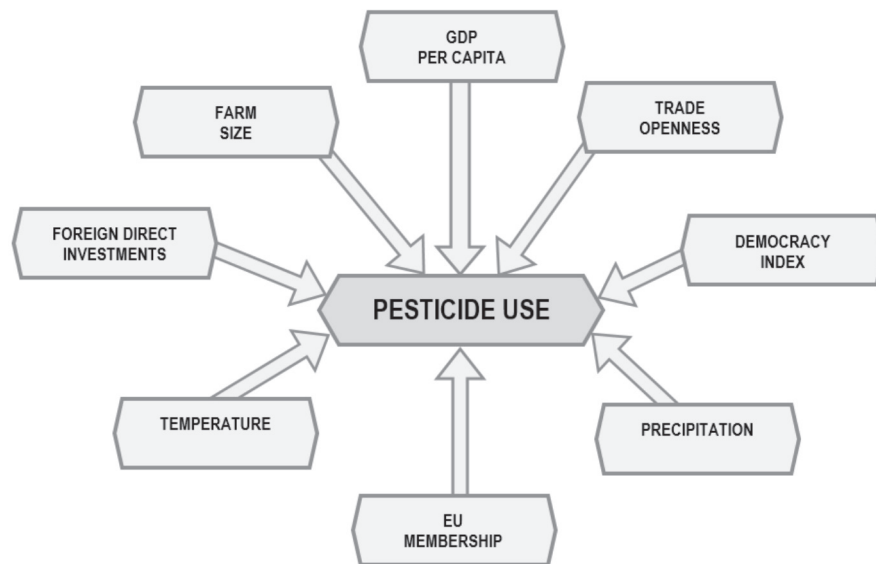 GDP
PER CAPITA
FARM
SIZE
TRADE
OPENNESS
FOREIGN DIRECT
INVESTMENTS
DEMOCRACY
INDEX
PESTICIDE USE
TEMPERATURE
PRECIPITATION
EU
MEMBERSHIP